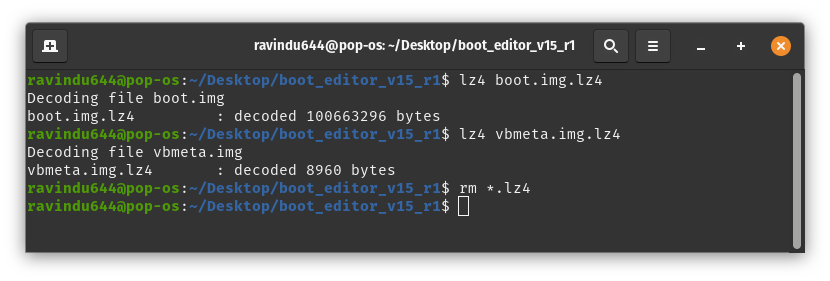 ravindu644@pop-os: ~/Desktop/boot_editor_v15_r1
ravindu644@pop-os:~/Desktop/boot_editor_v15_r1$ lz4 boot.img.lz4
Decoding file boot.img
boot.img.lz4         : decoded 100663296 bytes
ravindu644@pop-os:~/Desktop/boot_editor_v15_r1$ lz4 vbmeta.img.lz4
Decoding file vbmeta.img
vbmeta.img.lz4       : decoded 8960 bytes
ravindu644@pop-os:~/Desktop/boot_editor_v15_r1$ rm *.lz4
ravindu644@pop-os:~/Desktop/boot_editor_v15_r1$